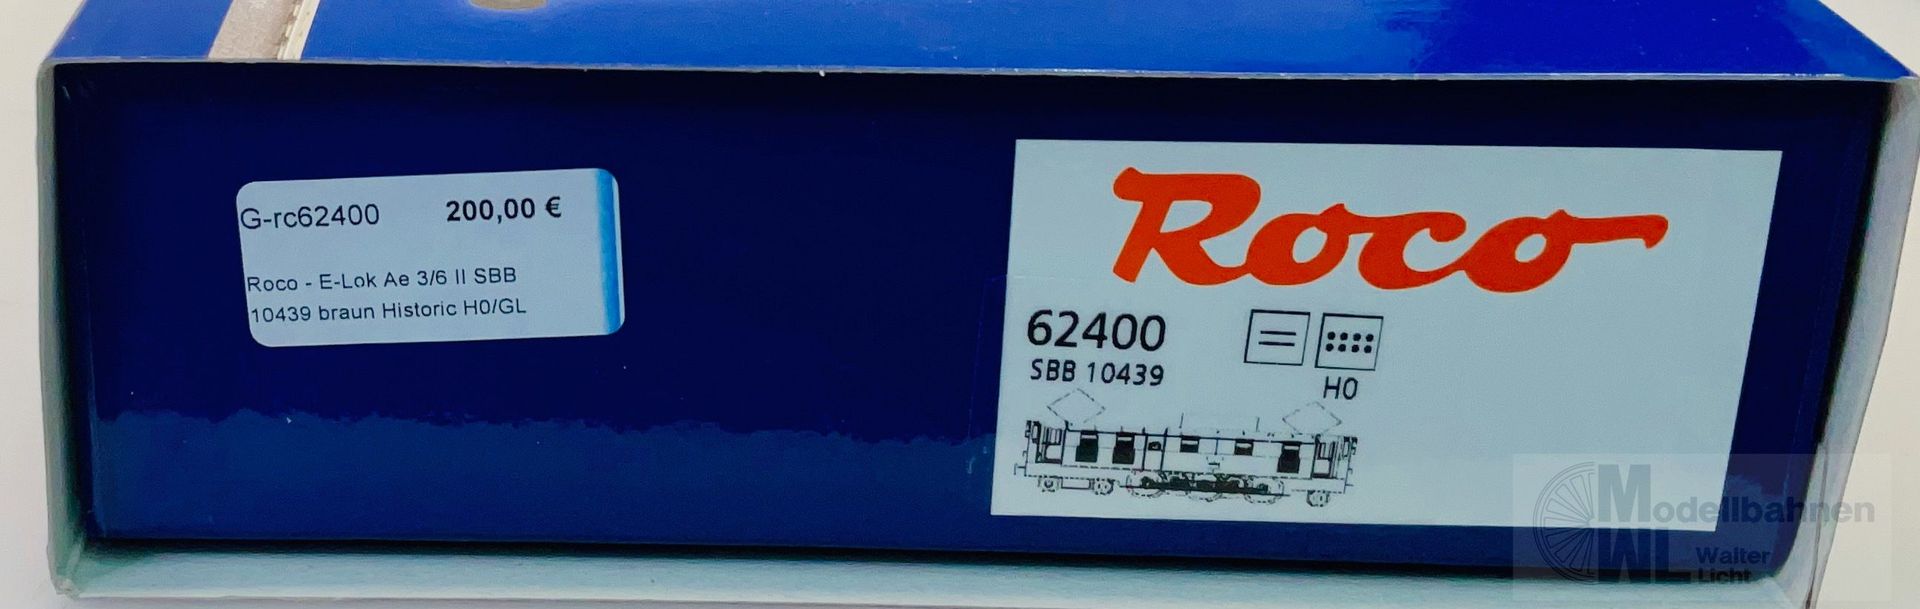 G-rc62400 200,00 €
Roco - E-Lok Ae 3/6 II SBB
10439 braun Historic H0/GL
Roco
62400
SBB 10439
H0
Modellbahnen
WL Walter
Licht